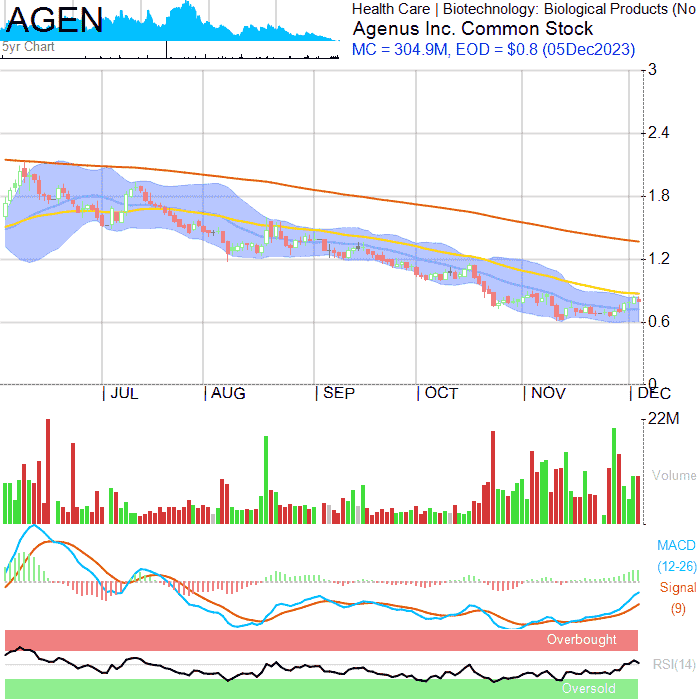 AGEN
5yr Chart
Health Care | Biotechnology: Biological Products (No
Agenus Inc. Common Stock
MC = 304.9M, EOD = $0.8 (05Dec2023)
3
2.4
1.8
1.2
0.6
0
JUL AUG SEP OCT NOV DEC
22M
Volume
MACD
(12-26)
Signal
(9)
Overbought
RSI(14)
Oversold